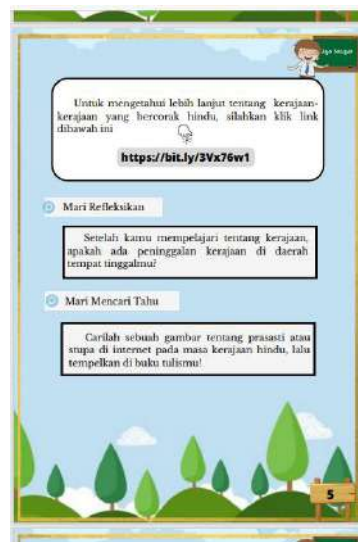 Ayo Belajar
Untuk mengetahui lebih lanjut tentang kerajaan-
kerajaan yang bercorak hindu, silahkan klik link
dibawah ini
https://bit.ly/3Vx76w1
Mari Refleksikan
Setelah kamu mempelajari tentang kerajaan,
apakah ada peninggalan kerajaan di daerah
tempat tinggalmu?
Mari Mencari Tahu
Carilah sebuah gambar tentang prasasti atau
stupa di internet pada masa kerajaan hindu, lalu
tempelkan di buku tulismu!
5